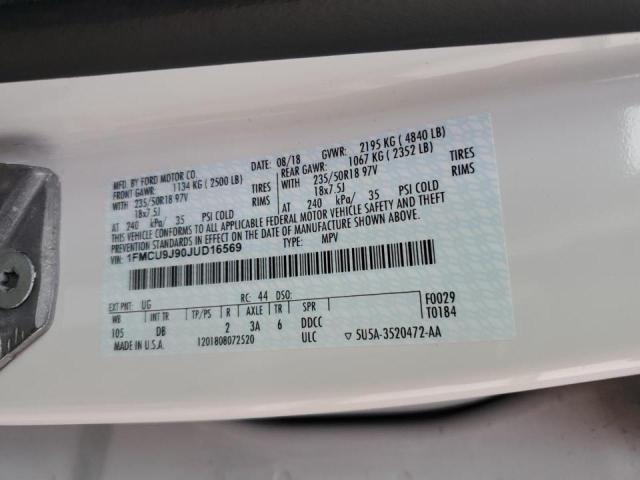 MFD. BY FORD MOTOR CO. DATE: 08/18 GVWR: 2195 KG ( 4840 LB)
FRONT GAWR: 1134 KG ( 2500 LB) REAR GAWR: 1067 KG ( 2352 LB)
WITH 235/50R18 97V TIRES WITH 235/50R18 97V TIRES
18x7.5J RIMS 18x7.5J RIMS
AT 240 kPa/ 35 PSI COLD AT 240 kPa/ 35 PSI COLD
THIS VEHICLE CONFORMS TO ALL APPLICABLE FEDERAL MOTOR VEHICLE SAFETY AND THEFT
PREVENTION STANDARDS IN EFFECT ON THE DATE OF MANUFACTURE SHOWN ABOVE.
VIN: 1FMCU9J90JUD16569 TYPE: MPV
EXT PNT: UG RC: 44 DSO: F0029
WB INT TR TP/PS R AXLE TR SPR T0184
105 DB 2 3A 6 DDCC
MADE IN U.S.A. 1201808072520 ULC 5U5A-3520472-AA